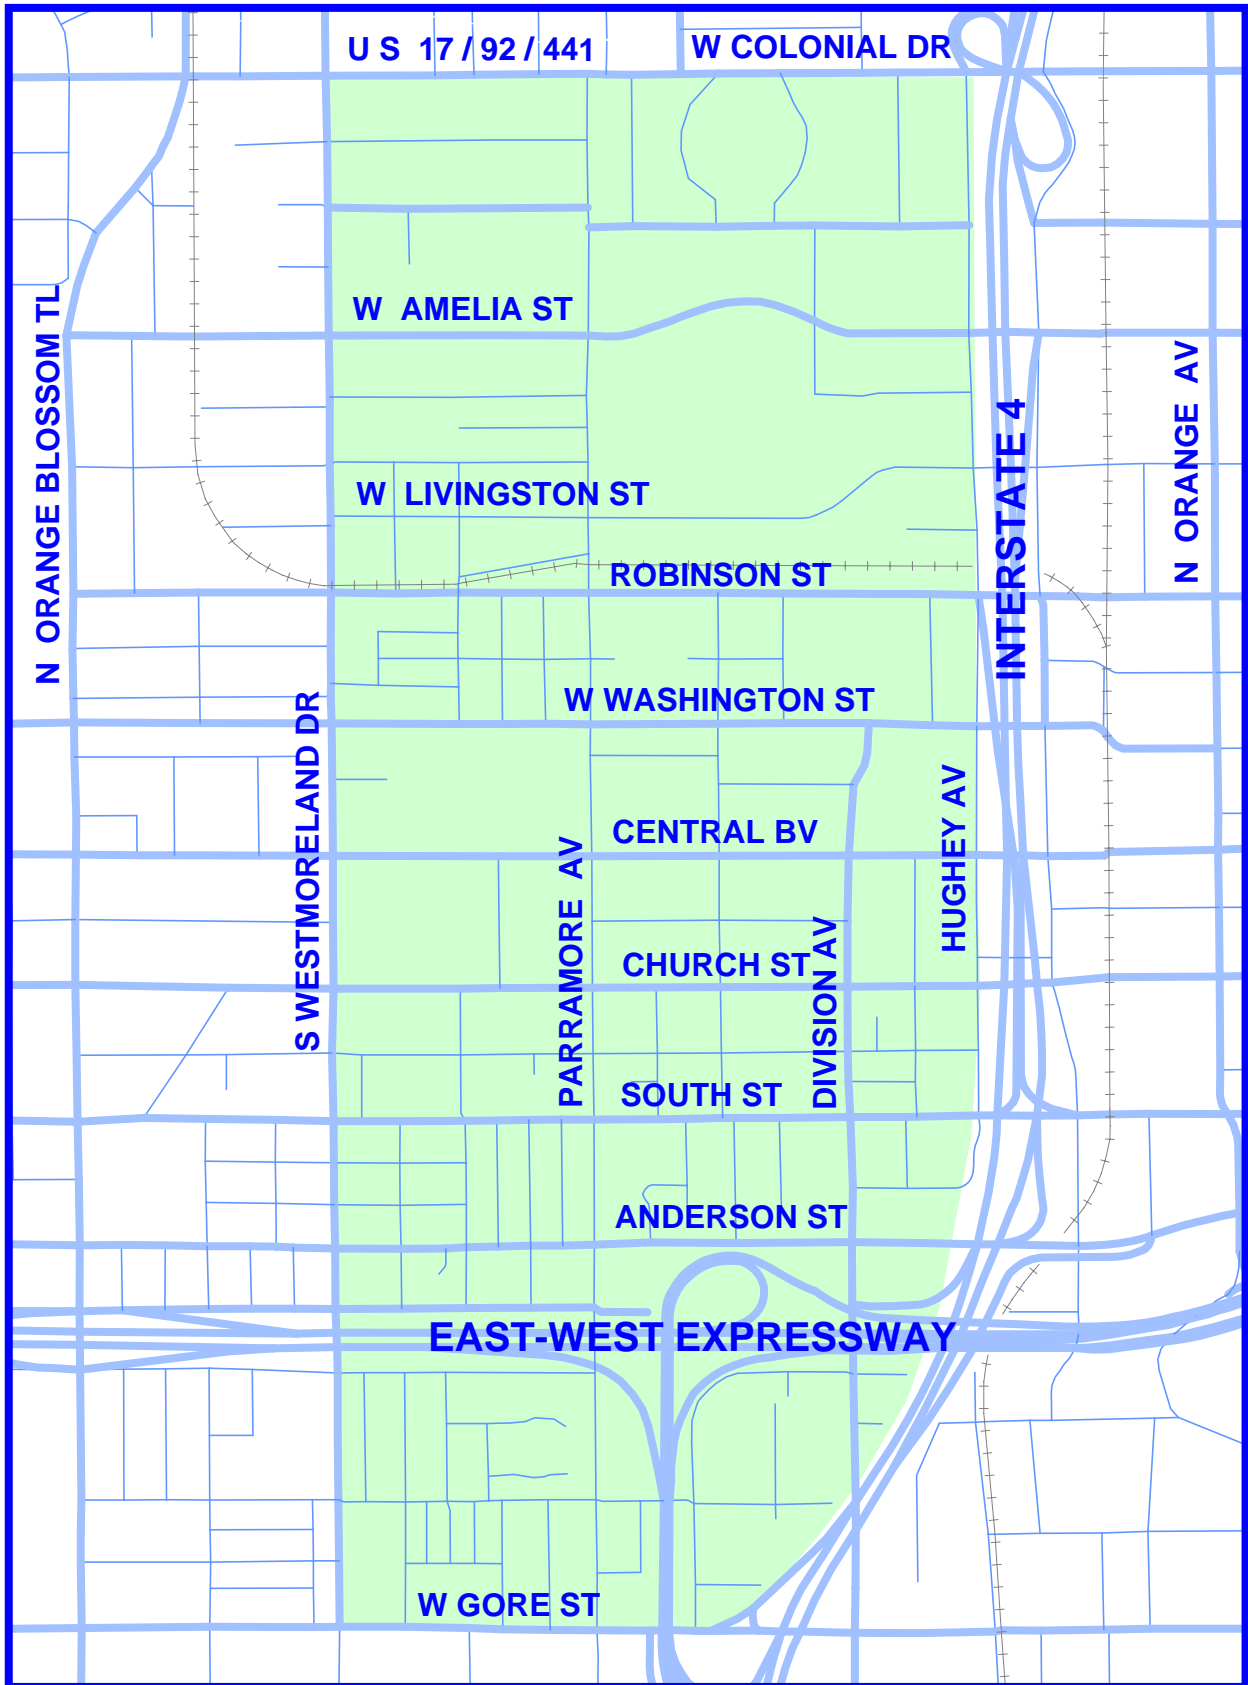 U S 17 / 92 / 441
W COLONIAL DR
W AMELIA ST
N ORANGE BLOSSOM TL
N ORANGE AV
INTERSTATE 4
W LIVINGSTON ST
ROBINSON ST
W WASHINGTON ST
S WESTMORELAND DR
HUGHEY AV
CENTRAL BV
PARRAMORE AV
DIVISION AV
CHURCH ST
SOUTH ST
ANDERSON ST
EAST-WEST EXPRESSWAY
W GORE ST